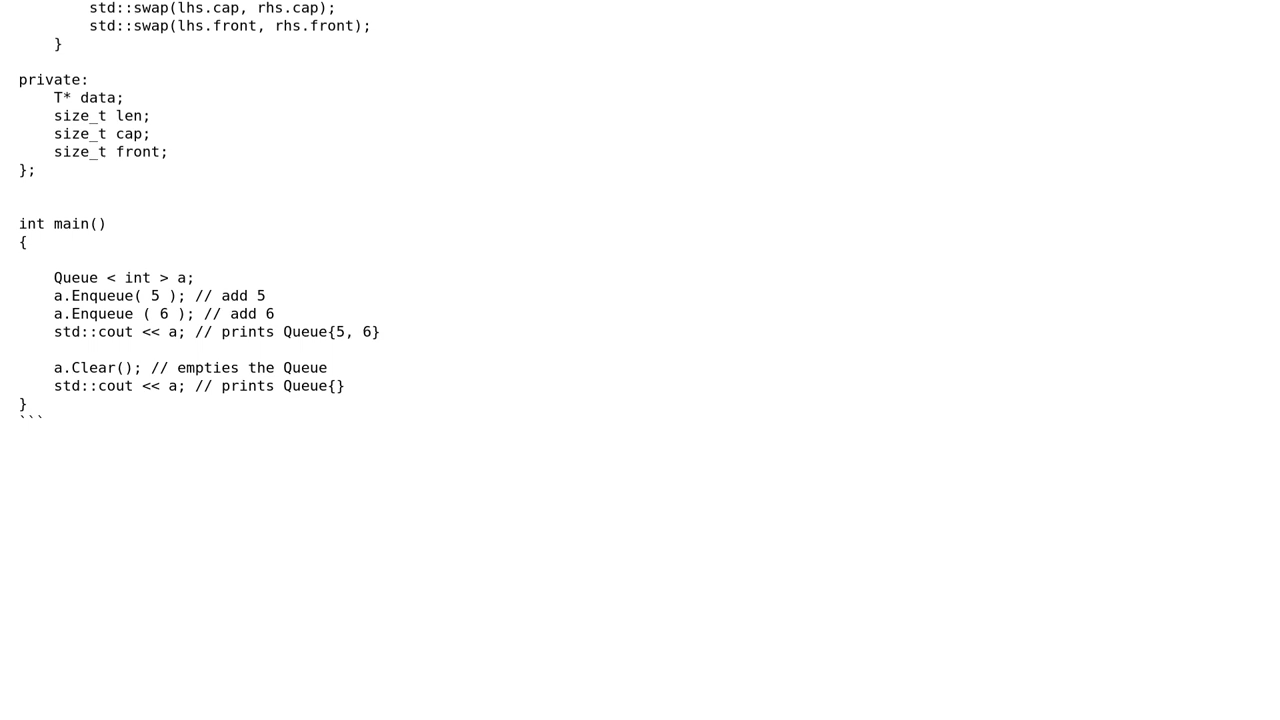 std::swap(lhs.cap, rhs.cap);
        std::swap(lhs.front, rhs.front);
    }

private:
    T* data;
    size_t len;
    size_t cap;
    size_t front;
};


int main()
{

    Queue < int > a;
    a.Enqueue( 5 ); // add 5
    a.Enqueue ( 6 ); // add 6
    std::cout << a; // prints Queue{5, 6}

    a.Clear(); // empties the Queue
    std::cout << a; // prints Queue{}
}
```